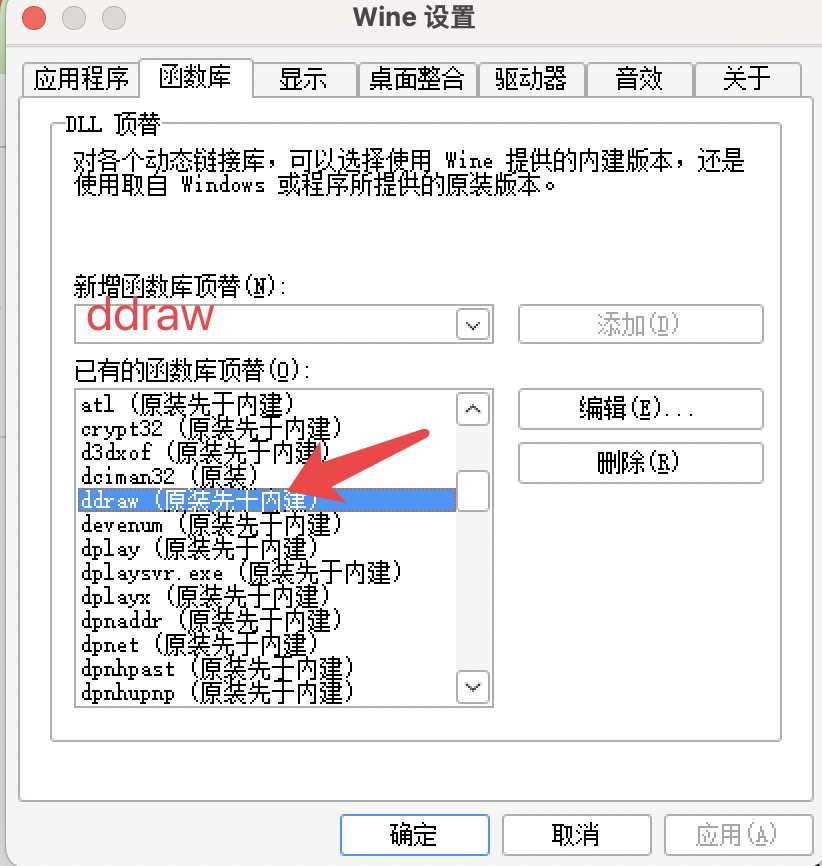 Wine 设置
应用程序 函数库 显示 桌面整合 驱动器 音效 关于
DLL 顶替
对各个动态链接库，可以选择使用 Wine 提供的内建版本，还是
使用取自 Windows 或程序所提供的原装版本。
新增函数库顶替(N):
ddraw
添加(D)
已有的函数库顶替(O):
atl (原装先于内建)
编辑(E)...
crypt32 (原装先于内建)
d3dxof (原装先于内建)
删除(R)
dciman32 (原装)
ddraw (原装先于内建)
devenum (原装先于内建)
dplay (原装先于内建)
dplaysvr.exe (原装先于内建)
dplayx (原装先于内建)
dpnaddr (原装先于内建)
dpnet (原装先于内建)
dpnhpast (原装先于内建)
dpnhupnp (原装先于内建)
确定 取消 应用(A)